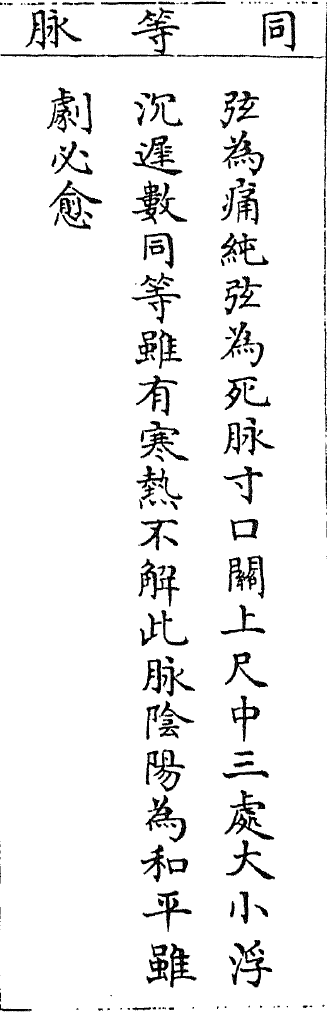 同等脉
弦為痛純弦為死脉寸口關上尺中三處大小浮
沉遲數同等雖有寒熱不解此脉陰陽為和平雖
劇必愈